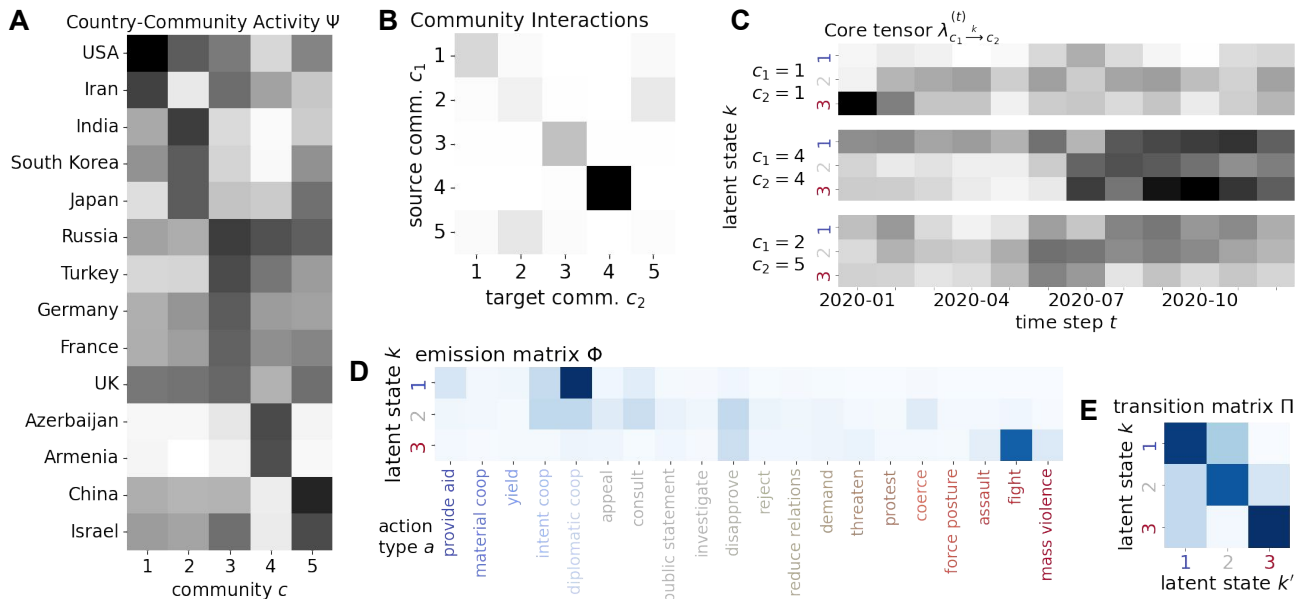 A
Country-Community Activity Ψ
USA
Iran
India
South Korea
Japan
Russia
Turkey
Germany
France
UK
Azerbaijan
Armenia
China
Israel
1 2 3 4 5
community c
B
Community Interactions
source comm. c₁
1
2
3
4
5
1 2 3 4 5
target comm. c₂
C
Core tensor λ^{(t)}_{c₁ \xrightarrow{k} c₂}
latent state k
c₁ = 1
c₂ = 1
1
2
3
c₁ = 4
c₂ = 4
1
2
3
c₁ = 2
c₂ = 5
1
2
3
2020-01 2020-04 2020-07 2020-10
time step t
D
emission matrix Φ
latent state k
1
2
3
action
type a
provide aid
material coop
yield
intent coop
diplomatic coop
appeal
consult
public statement
investigate
disapprove
reject
reduce relations
demand
threaten
protest
coerce
force posture
assault
fight
mass violence
E
transition matrix Π
latent state k
1
2
3
1 2 3
latent state k′